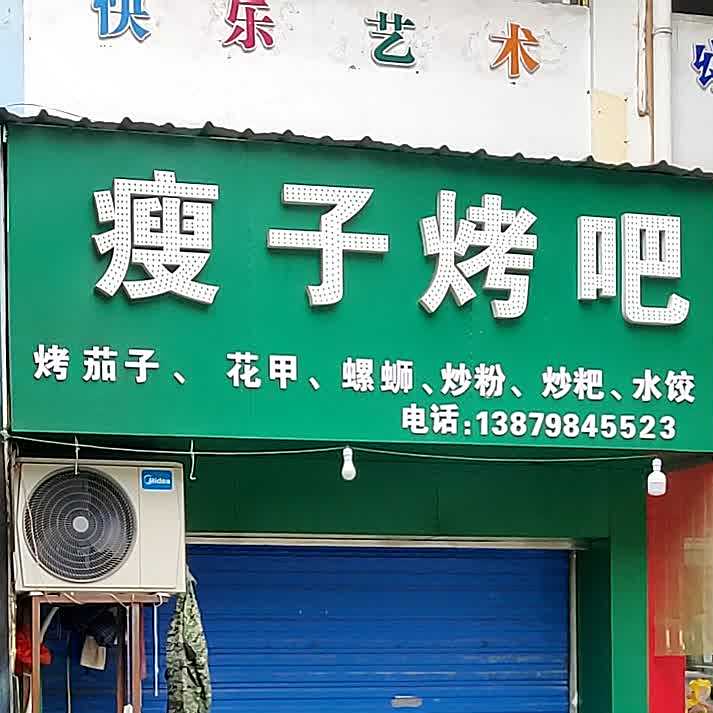 快乐艺术
瘦子烤吧
烤茄子、花甲、螺蛳、炒粉、炒粑、水饺
电话:13879845523
Midea